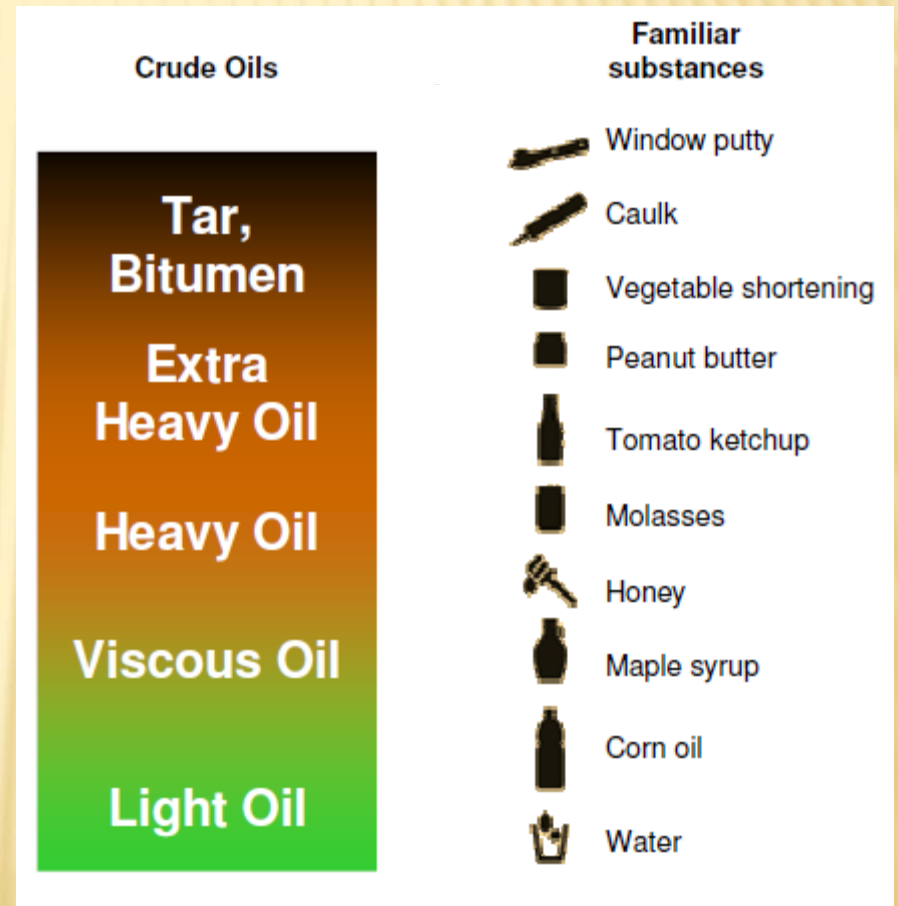 Crude Oils
Tar,
Bitumen
Extra
Heavy Oil
Heavy Oil
Viscous Oil
Light Oil
Familiar
substances
Window putty
Caulk
Vegetable shortening
Peanut butter
Tomato ketchup
Molasses
Honey
Maple syrup
Corn oil
Water